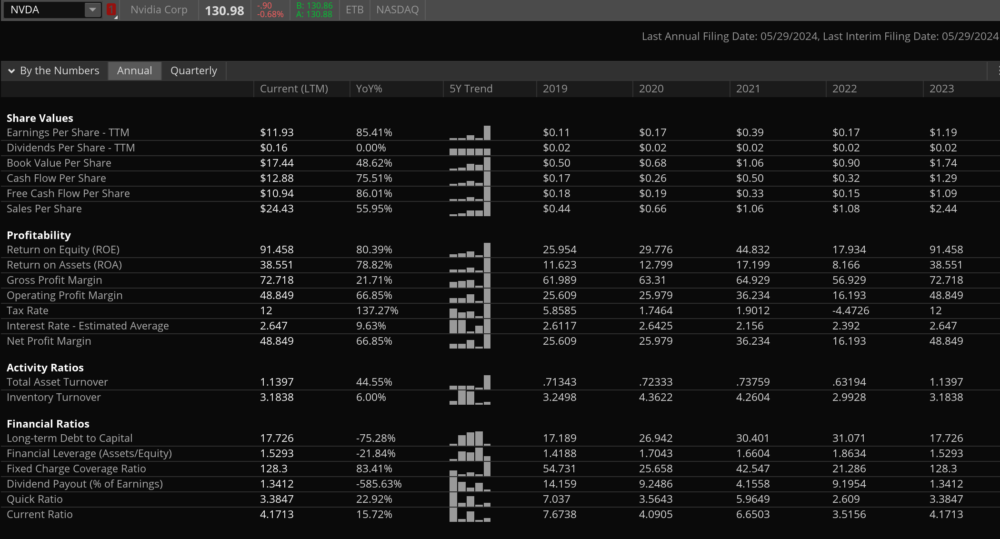 NVDA 1 Nvidia Corp 130.98 -.90 -0.68% B: 130.86 A: 130.88 ETB NASDAQ
Last Annual Filing Date: 05/29/2024, Last Interim Filing Date: 05/29/2024
By the Numbers Annual Quarterly
Current (LTM) YoY% 5Y Trend 2019 2020 2021 2022 2023
Share Values
Earnings Per Share - TTM $11.93 85.41% $0.11 $0.17 $0.39 $0.17 $1.19
Dividends Per Share - TTM $0.16 0.00% $0.02 $0.02 $0.02 $0.02 $0.02
Book Value Per Share $17.44 48.62% $0.50 $0.68 $1.06 $0.90 $1.74
Cash Flow Per Share $12.88 75.51% $0.17 $0.26 $0.50 $0.32 $1.29
Free Cash Flow Per Share $10.94 86.01% $0.18 $0.19 $0.33 $0.15 $1.09
Sales Per Share $24.43 55.95% $0.44 $0.66 $1.06 $1.08 $2.44
Profitability
Return on Equity (ROE) 91.458 80.39% 25.954 29.776 44.832 17.934 91.458
Return on Assets (ROA) 38.551 78.82% 11.623 12.799 17.199 8.166 38.551
Gross Profit Margin 72.718 21.71% 61.989 63.31 64.929 56.929 72.718
Operating Profit Margin 48.849 66.85% 25.609 25.979 36.234 16.193 48.849
Tax Rate 12 137.27% 5.8585 1.7464 1.9012 -4.4726 12
Interest Rate - Estimated Average 2.647 9.63% 2.6117 2.6425 2.156 2.392 2.647
Net Profit Margin 48.849 66.85% 25.609 25.979 36.234 16.193 48.849
Activity Ratios
Total Asset Turnover 1.1397 44.55% .71343 .72333 .73759 .63194 1.1397
Inventory Turnover 3.1838 6.00% 3.2498 4.3622 4.2604 2.9928 3.1838
Financial Ratios
Long-term Debt to Capital 17.726 -75.28% 17.189 26.942 30.401 31.071 17.726
Financial Leverage (Assets/Equity) 1.5293 -21.84% 1.4188 1.7043 1.6604 1.8634 1.5293
Fixed Charge Coverage Ratio 128.3 83.41% 54.731 25.658 42.547 21.286 128.3
Dividend Payout (% of Earnings) 1.3412 -585.63% 14.159 9.2486 4.1558 9.1954 1.3412
Quick Ratio 3.3847 22.92% 7.037 3.5643 5.9649 2.609 3.3847
Current Ratio 4.1713 15.72% 7.6738 4.0905 6.6503 3.5156 4.1713